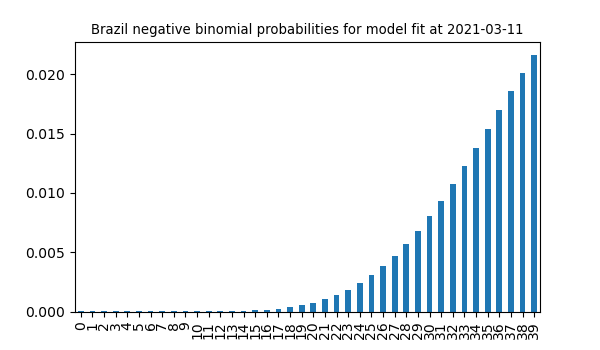 Brazil negative binomial probabilities for model fit at 2021-03-11
0.020
0.015
0.010
0.005
0.000
0 1 2 3 4 5 6 7 8 9 10 11 12 13 14 15 16 17 18 19 20 21 22 23 24 25 26 27 28 29 30 31 32 33 34 35 36 37 38 39